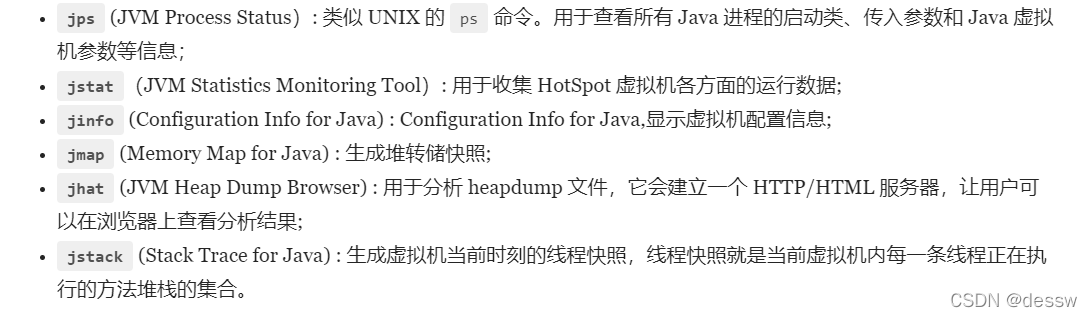 jps (JVM Process Status）: 类似 UNIX 的 ps 命令。用于查看所有 Java 进程的启动类、传入参数和 Java 虚拟
机参数等信息；
jstat （JVM Statistics Monitoring Tool）: 用于收集 HotSpot 虚拟机各方面的运行数据;
jinfo (Configuration Info for Java) : Configuration Info for Java,显示虚拟机配置信息;
jmap (Memory Map for Java) : 生成堆转储快照;
jhat (JVM Heap Dump Browser) : 用于分析 heapdump 文件，它会建立一个 HTTP/HTML 服务器，让用户可
以在浏览器上查看分析结果;
jstack (Stack Trace for Java) : 生成虚拟机当前时刻的线程快照，线程快照就是当前虚拟机内每一条线程正在执
行的方法堆栈的集合。
CSDN @dessw